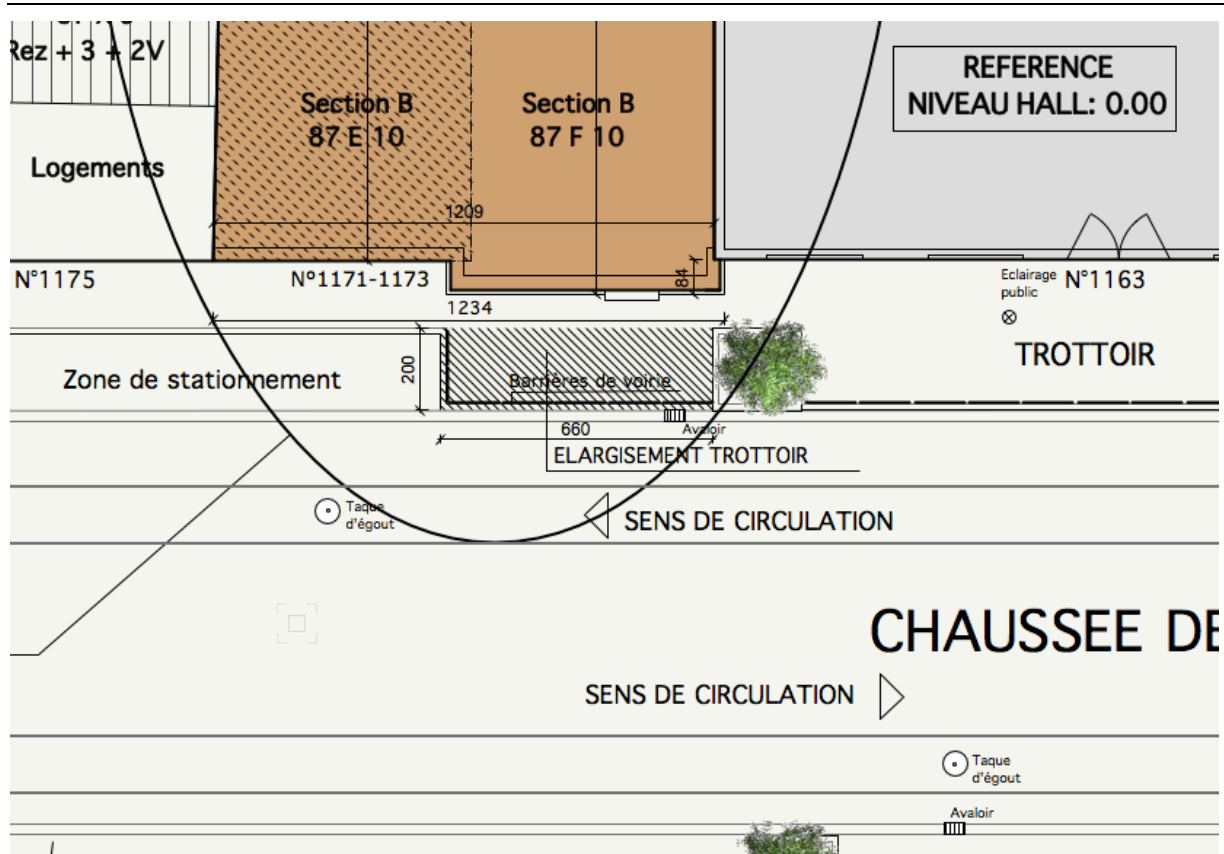 Rez + 3 + 2V
REFERENCE
NIVEAU HALL: 0.00
Section B
87 E 10
Section B
87 F 10
Logements
1209
N°1175
N°1171-1173
84
Eclairage
public
N°1163
1234
TROTTOIR
Zone de stationnement
200
Barrières de voirie
660
Avaloir
ELARGISEMENT TROTTOIR
Taque
d'égout
SENS DE CIRCULATION
CHAUSSEE DE
SENS DE CIRCULATION
Taque
d'égout
Avaloir